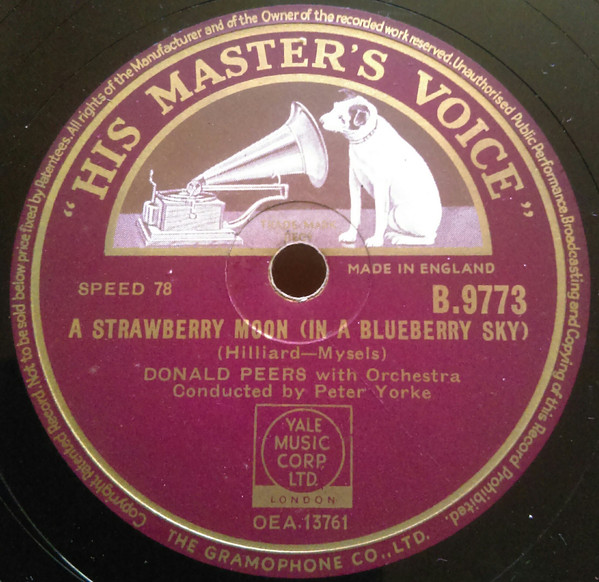 Copyright Patented Record. Not to be sold below price fixed by Patentees. All rights of the Manufacturer and of the Owner of the recorded work reserved. Unauthorised Public Performance, Broadcasting and Copying of this Record Prohibited.
"HIS MASTER'S VOICE"
TRADE MARK
MADE IN ENGLAND
SPEED 78
B.9773
A STRAWBERRY MOON (IN A BLUEBERRY SKY)
(Hilliard—Mysels)
DONALD PEERS with Orchestra
Conducted by Peter Yorke
YALE
MUSIC
CORP.
LTD.
LONDON
OEA.13761
THE GRAMOPHONE CO., LTD.